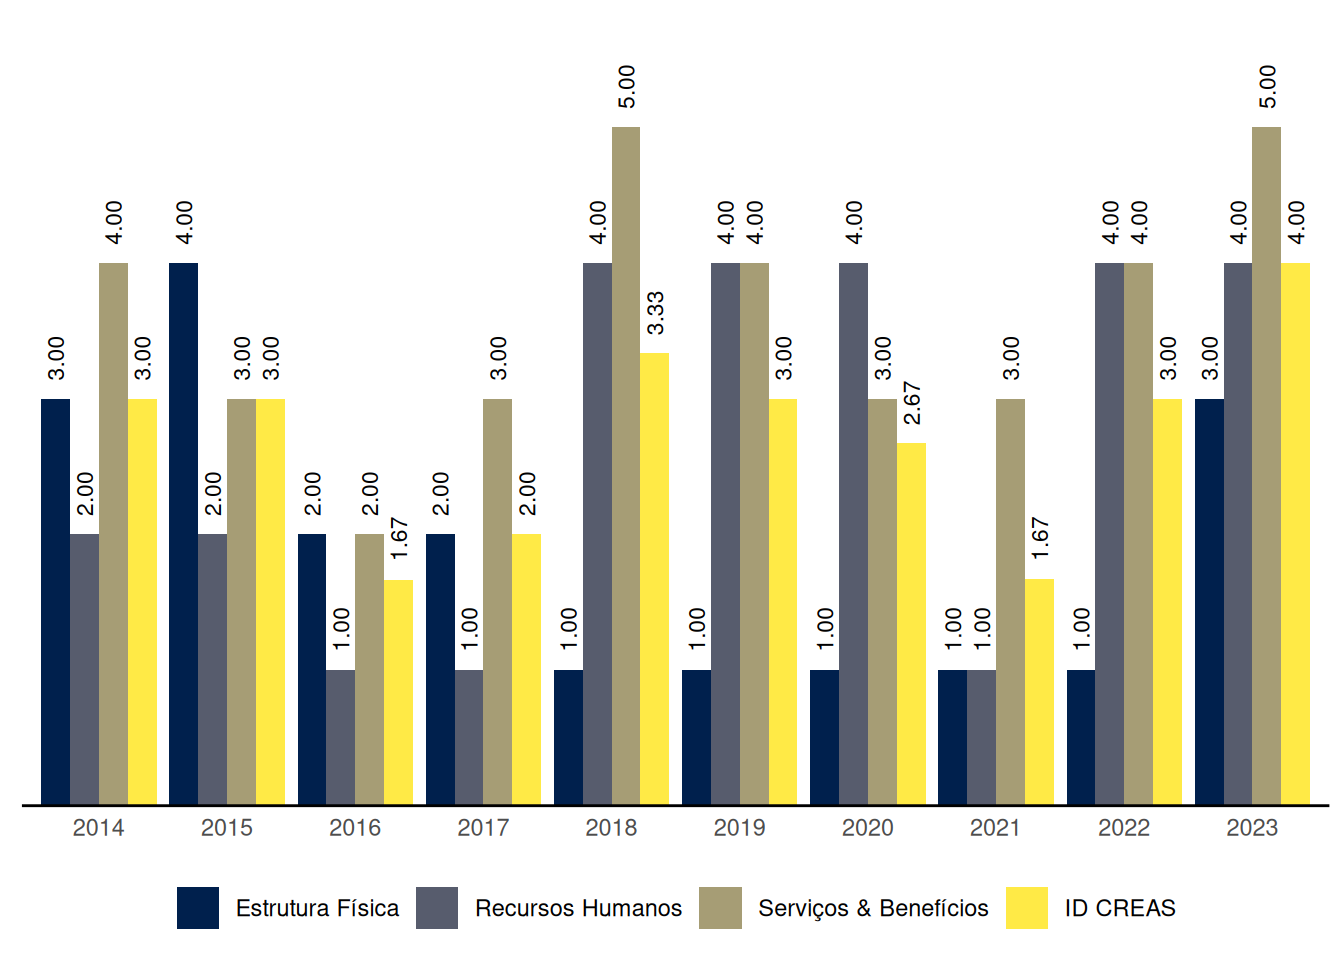 3.00 2.00 4.00 3.00 4.00 2.00 3.00 3.00 2.00 1.00 2.00 1.67 2.00 1.00 3.00 2.00 1.00 4.00 5.00 3.33 1.00 4.00 4.00 3.00 1.00 4.00 3.00 2.67 1.00 1.00 3.00 1.67 1.00 4.00 4.00 3.00 3.00 4.00 5.00 4.00
2014 2015 2016 2017 2018 2019 2020 2021 2022 2023
Estrutura Física Recursos Humanos Serviços & Benefícios ID CREAS